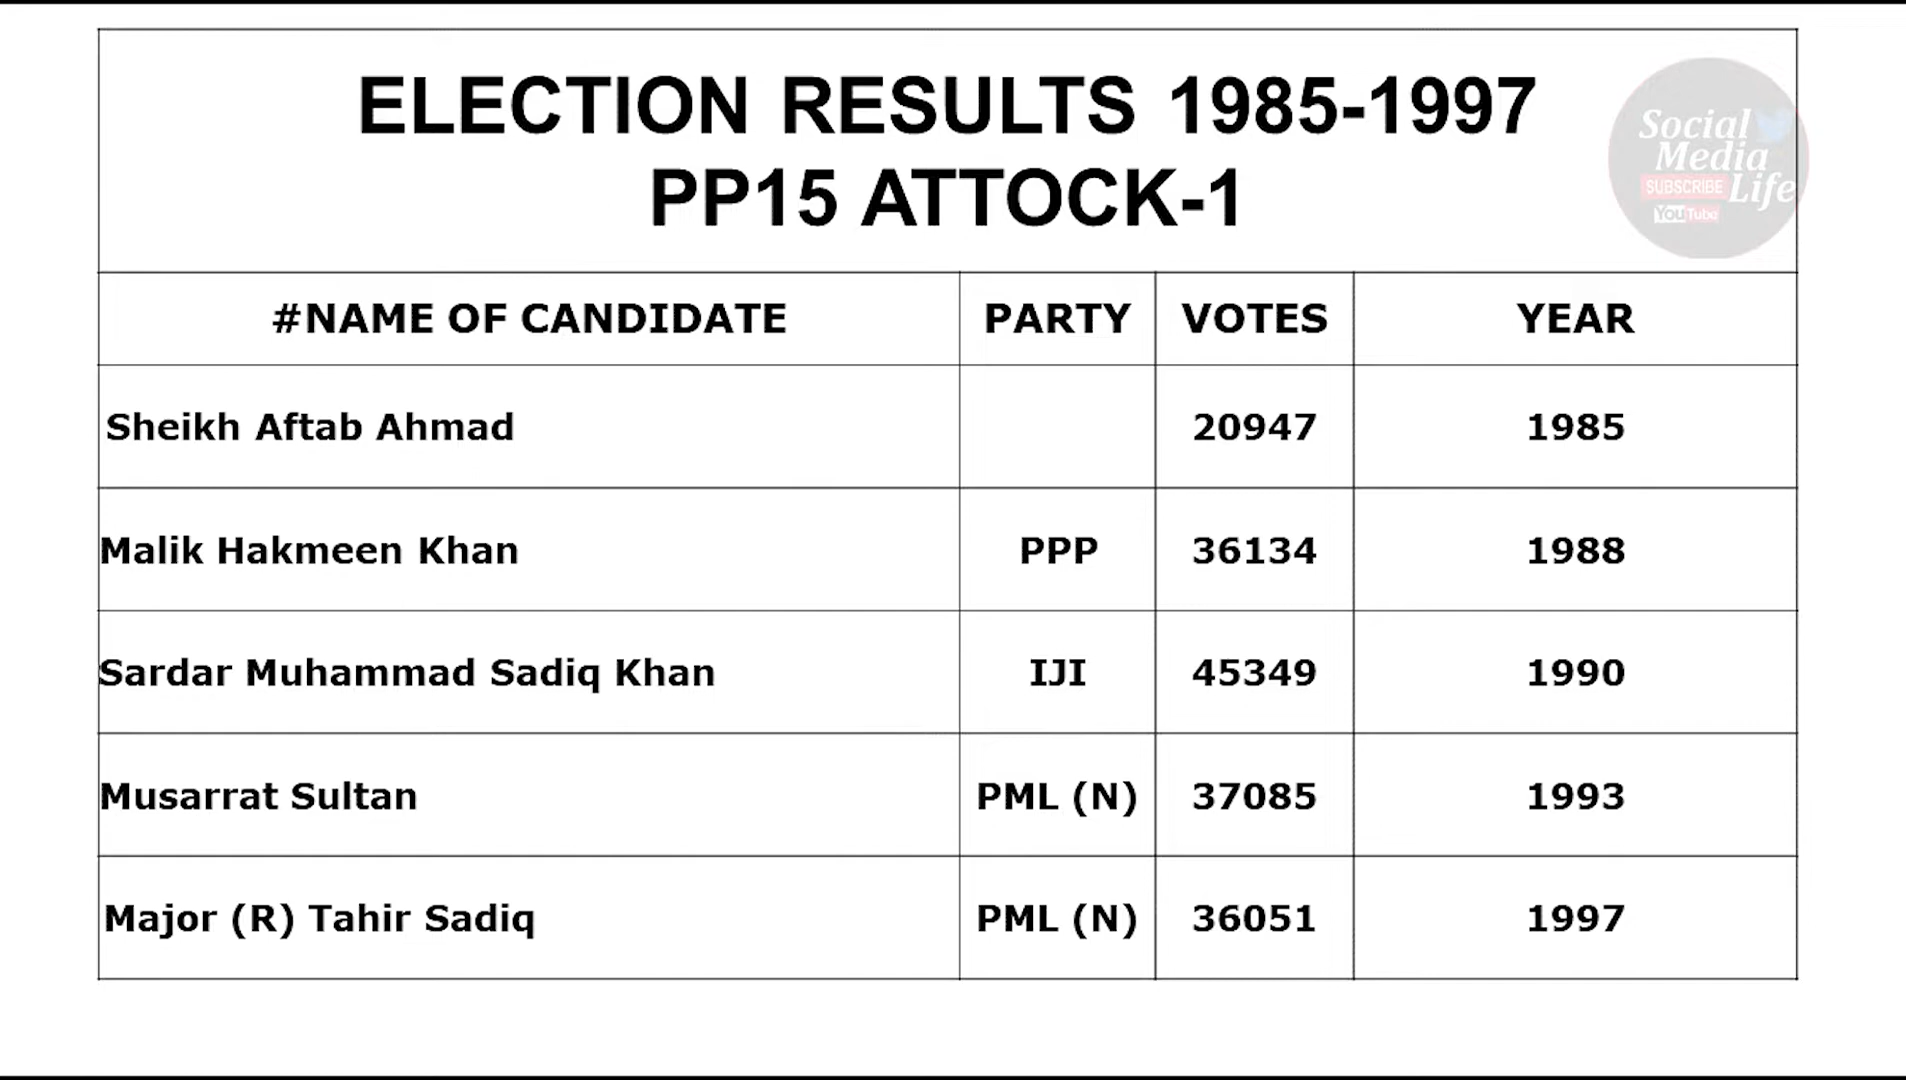 ELECTION RESULTS 1985-1997
PP15 ATTOCK-1
Social
Media
SUBSCRIBE Life
YouTube
#NAME OF CANDIDATE PARTY VOTES YEAR
Sheikh Aftab Ahmad 20947 1985
Malik Hakmeen Khan PPP 36134 1988
Sardar Muhammad Sadiq Khan IJI 45349 1990
Musarrat Sultan PML (N) 37085 1993
Major (R) Tahir Sadiq PML (N) 36051 1997